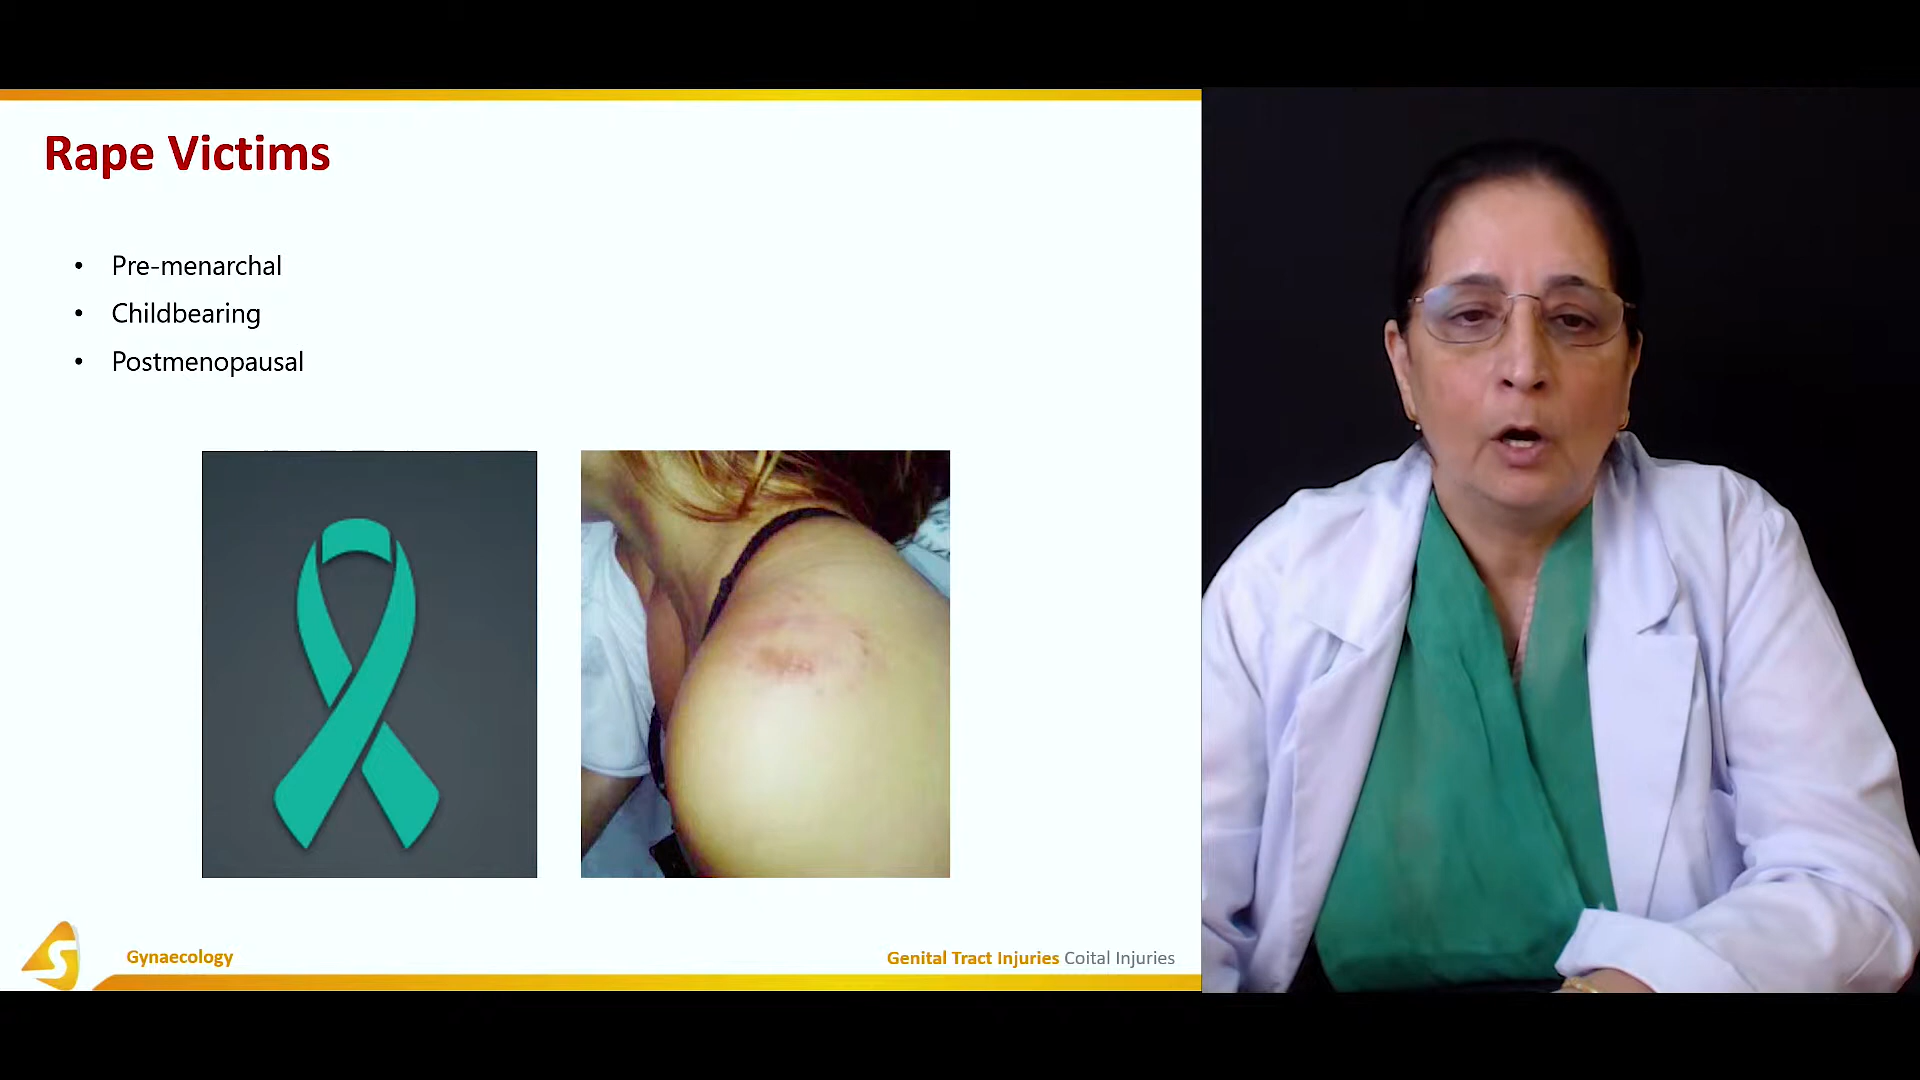 Rape Victims
• Pre-menarchal
• Childbearing
• Postmenopausal
Gynaecology
Genital Tract Injuries Coital Injuries